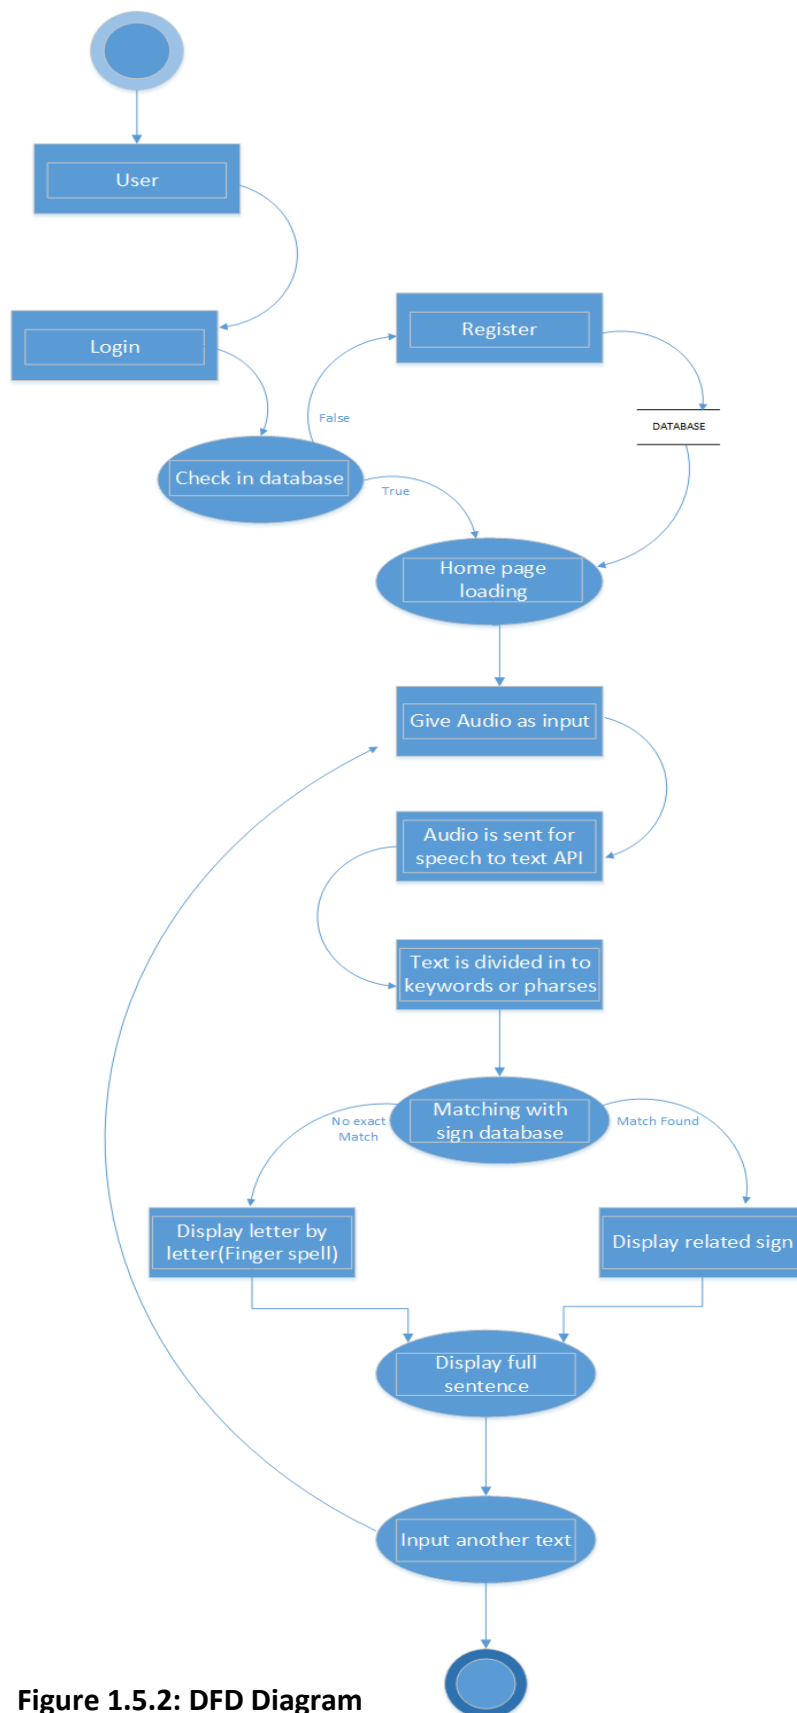 User
Register
Login
False
DATABASE
Check in database
True
Home page
loading
Give Audio as input
Audio is sent for
speech to text API
Text is divided in to
keywords or pharses
Matching with
sign database
No exact
Match
Match Found
Display letter by
letter(Finger spell)
Display related sign
Display full
sentence
Input another text
Figure 1.5.2: DFD Diagram